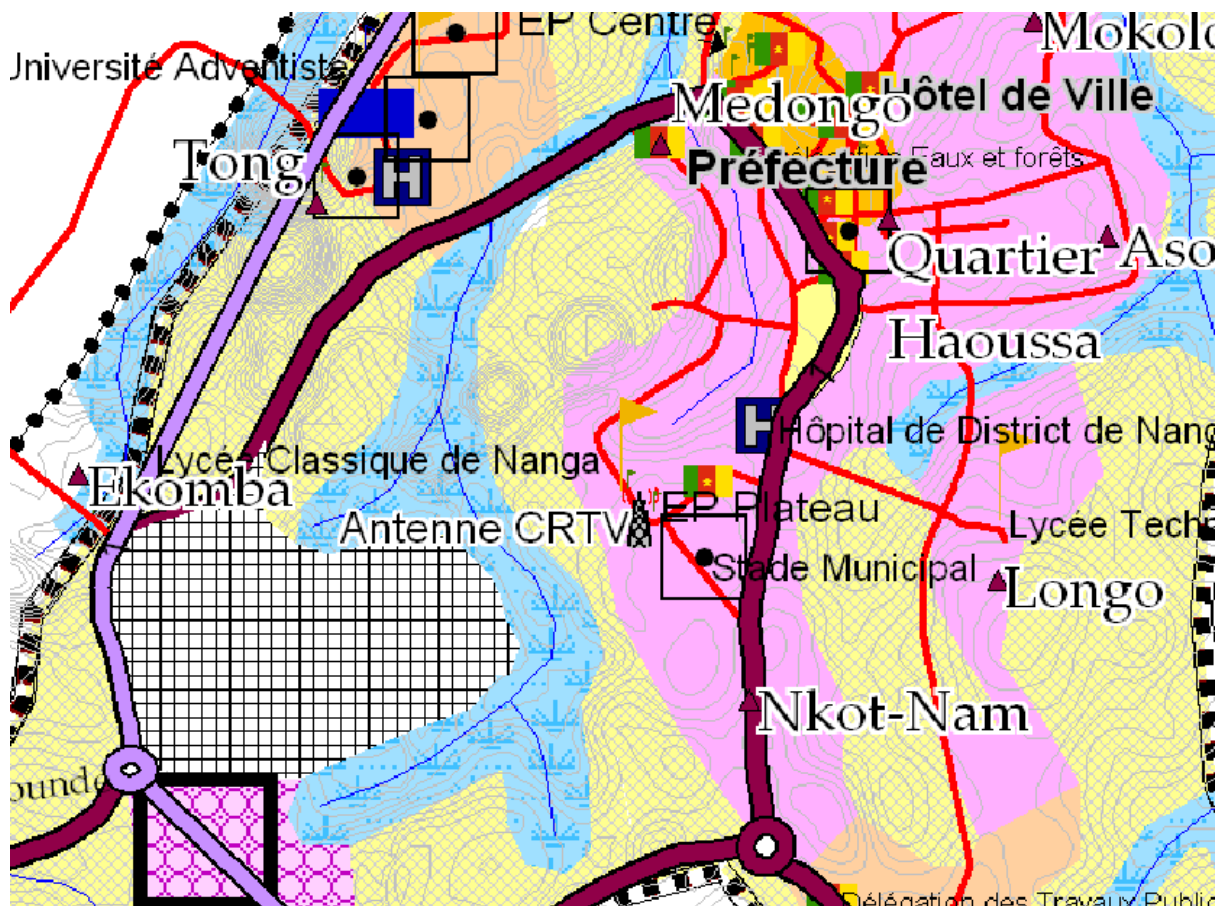 EP Centre
Mokolo
Université Adventiste
Medongo
Hôtel de Ville
Tong
Préfecture
Eaux et forêts
Quartier
Aso
Haoussa
Hôpital de District de Nang
Lycée Classique de Nanga
Ekomba
EP Plateau
Antenne CRTV
Lycée Tech
Stade Municipal
Longo
Nkot-Nam
ounde
Délégation des Travaux Public
H
H